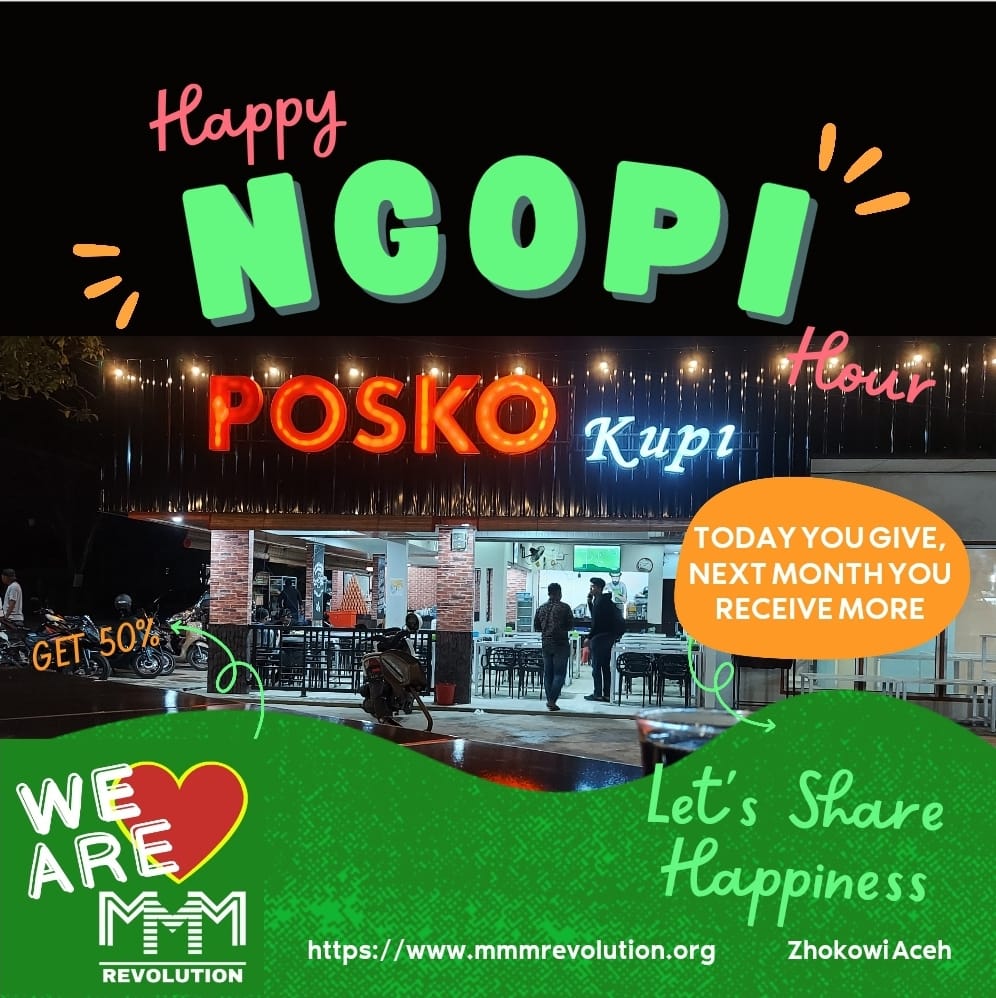 Happy
NGOPI
Hour
POSKO Kupi
TODAY YOU GIVE,
NEXT MONTH YOU
RECEIVE MORE
GET 50%
WE
ARE
MMM
REVOLUTION
Let's Share
Happiness
https://www.mmmrevolution.org
Zhokowi Aceh